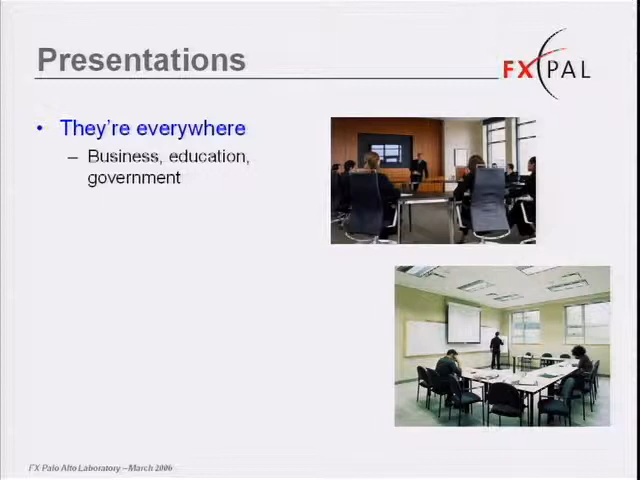 Presentations
FX PAL
• They're everywhere
– Business, education,
government
FX Palo Alto Laboratory – March 2006